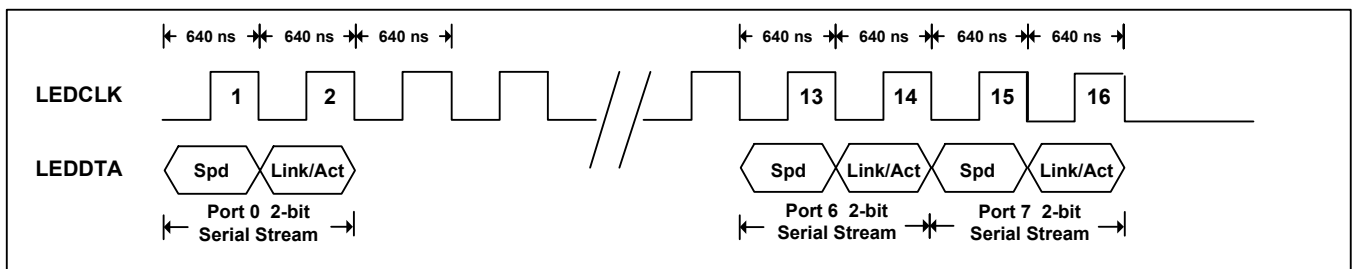 640 ns 640 ns 640 ns 640 ns 640 ns 640 ns 640 ns
LEDCLK 1 2 13 14 15 16
LEDDTA Spd Link/Act Spd Link/Act Spd Link/Act
Port 0 2-bit Port 6 2-bit Port 7 2-bit
Serial Stream Serial Stream Serial Stream